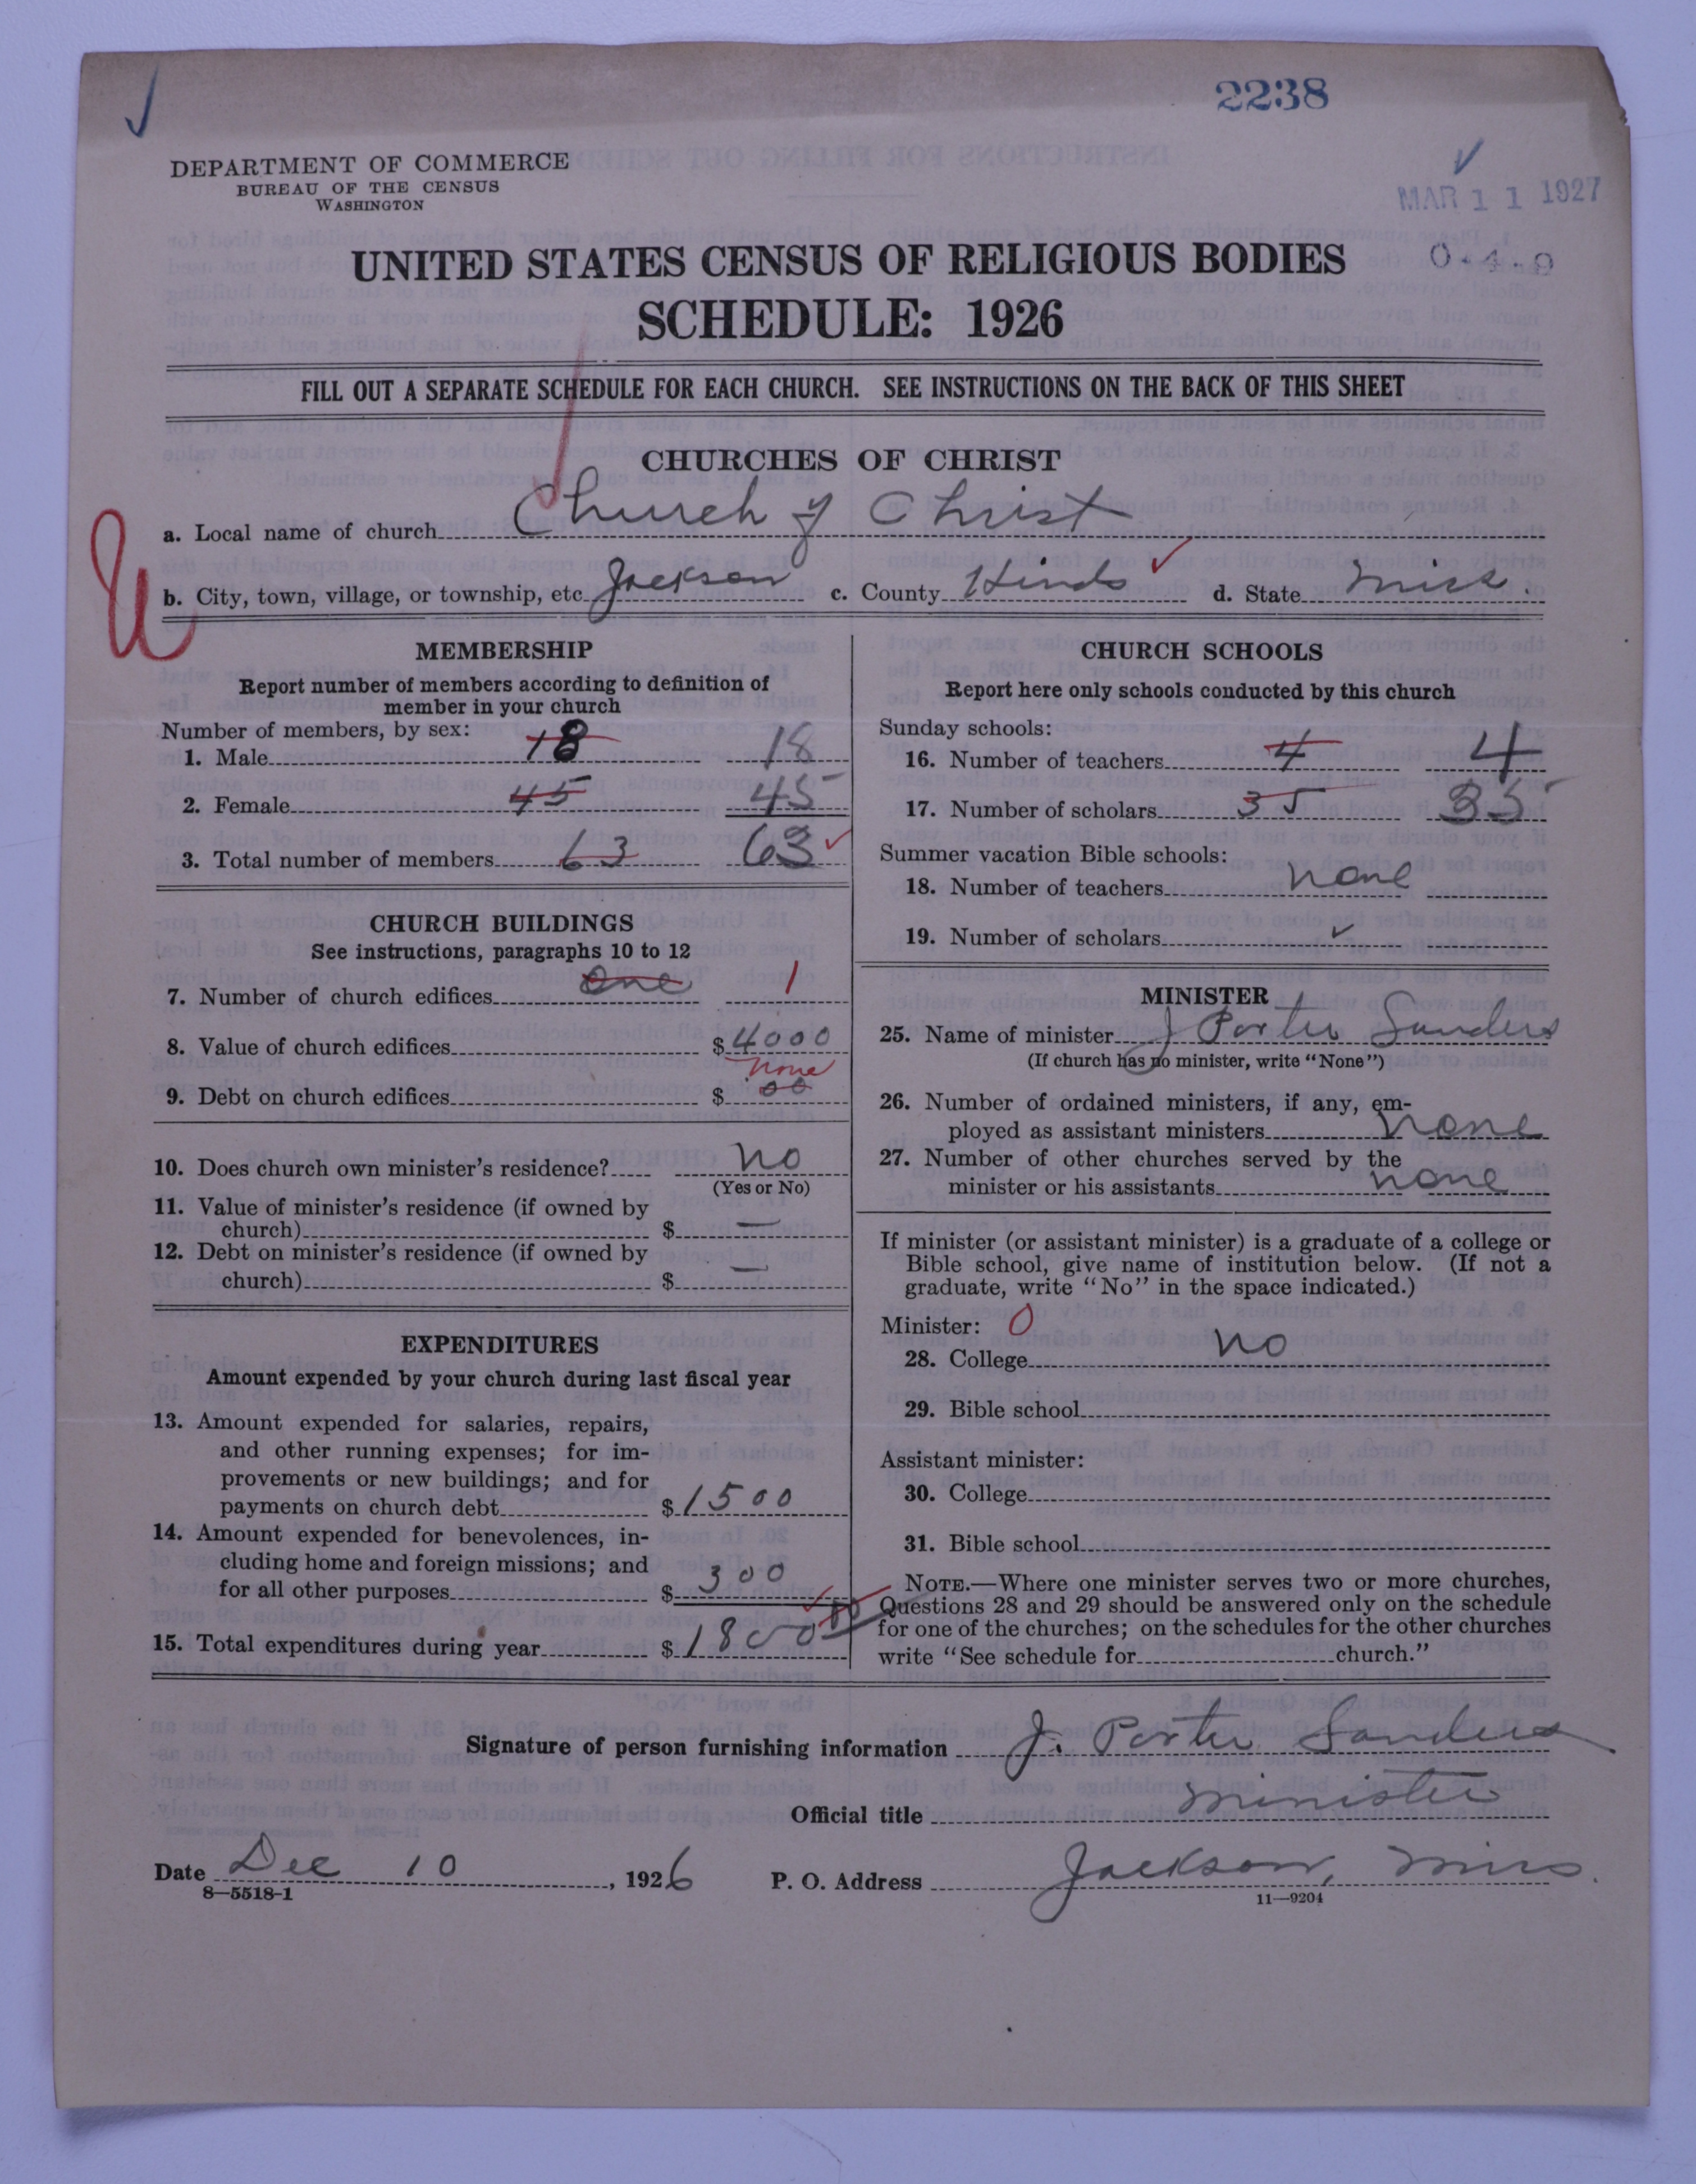 2238
MAR 11 1927
DEPARTMENT OF COMMERCE
BUREAU OF THE CENSUS
WASHINGTON
UNITED STATES CENSUS OF RELIGIOUS BODIES
0-4-9
SCHEDULE: 1926
FILL OUT A SEPARATE SCHEDULE FOR EACH CHURCH. SEE INSTRUCTIONS ON THE BACK OF THIS SHEET
CHURCHES OF CHRIST
a. Local name of church Church of Christ
b. City, town, village, or township, etc. Jackson c. County Hinds d. State Miss.
MEMBERSHIP
Report number of members according to definition of
member in your church
Number of members, by sex:
1. Male 18 18
2. Female 45 45
3. Total number of members 63 63
CHURCH BUILDINGS
See instructions, paragraphs 10 to 12
7. Number of church edifices One 1
8. Value of church edifices $ 4000
none
9. Debt on church edifices $ 00
10. Does church own minister's residence? No
(Yes or No)
11. Value of minister's residence (if owned by
church) $ —
12. Debt on minister's residence (if owned by
church) $ —
EXPENDITURES
Amount expended by your church during last fiscal year
13. Amount expended for salaries, repairs,
and other running expenses; for im-
provements or new buildings; and for
payments on church debt $ 1500
14. Amount expended for benevolences, in-
cluding home and foreign missions; and
for all other purposes $ 300
15. Total expenditures during year $ 1800 00
CHURCH SCHOOLS
Report here only schools conducted by this church
Sunday schools:
16. Number of teachers 4 4
17. Number of scholars 35 35
Summer vacation Bible schools:
18. Number of teachers none
19. Number of scholars
MINISTER
25. Name of minister J Porter Sanders
(If church has no minister, write "None")
26. Number of ordained ministers, if any, em-
ployed as assistant ministers none
27. Number of other churches served by the
minister or his assistants none
If minister (or assistant minister) is a graduate of a college or
Bible school, give name of institution below. (If not a
graduate, write "No" in the space indicated.)
Minister: 0
28. College no
29. Bible school
Assistant minister:
30. College
31. Bible school
NOTE.—Where one minister serves two or more churches,
Questions 28 and 29 should be answered only on the schedule
for one of the churches; on the schedules for the other churches
write "See schedule for church."
Signature of person furnishing information J. Porter Sanders
Official title Minister
Date Dec 10, 1926 P. O. Address Jackson, Miss.
8—5518-1
11—9204